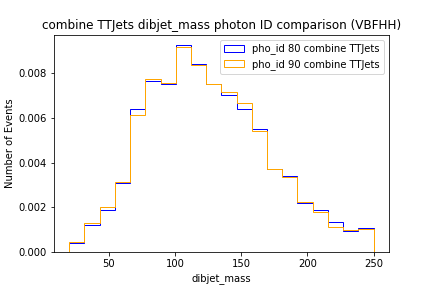 combine TTJets dibjet_mass photon ID comparison (VBFHH)
pho_id 80 combine TTJets
pho_id 90 combine TTJets
Number of Events
0.008
0.006
0.004
0.002
0.000
50
100
150
200
250
dibjet_mass